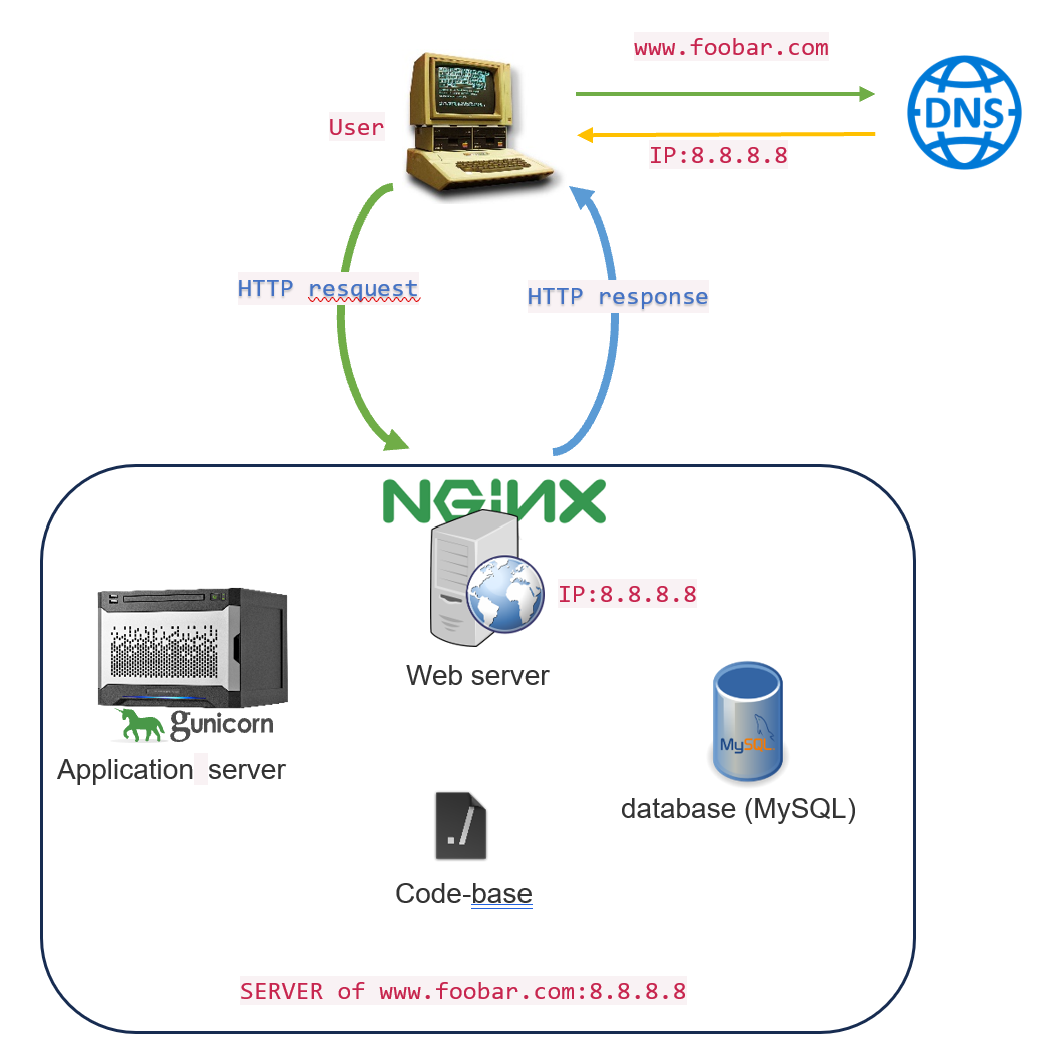 www.foobar.com
DNS
User
IP:8.8.8.8
HTTP resquest
HTTP response
NGINX
IP:8.8.8.8
Web server
gunicorn
Application server
MySQL
database (MySQL)
./
Code-base
SERVER of www.foobar.com:8.8.8.8